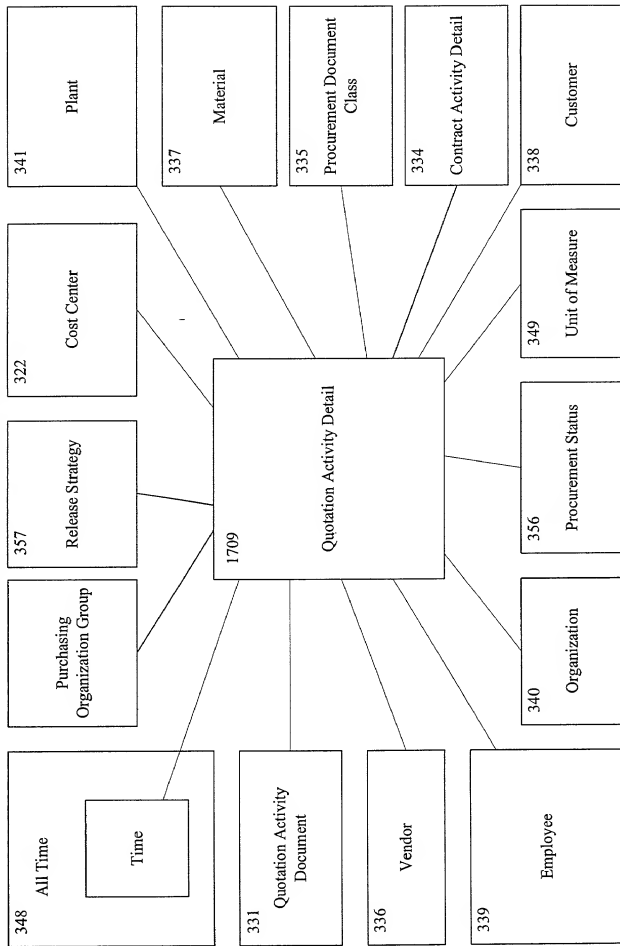 348
All Time
Time
Purchasing
Organization Group
357
Release Strategy
322
Cost Center
341
Plant
331
Quotation Activity
Document
1709
Quotation Activity Detail
337
Material
336
Vendor
335
Procurement Document
Class
334
Contract Activity Detail
339
Employee
340
Organization
356
Procurement Status
349
Unit of Measure
338
Customer